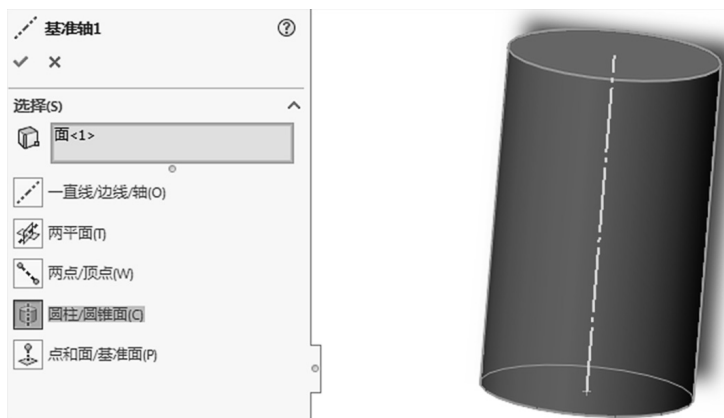 基准轴1
选择(S)
面<1>
一直线/边线/轴(O)
两平面(T)
两点/顶点(W)
圆柱/圆锥面(C)
点和面/基准面(P)